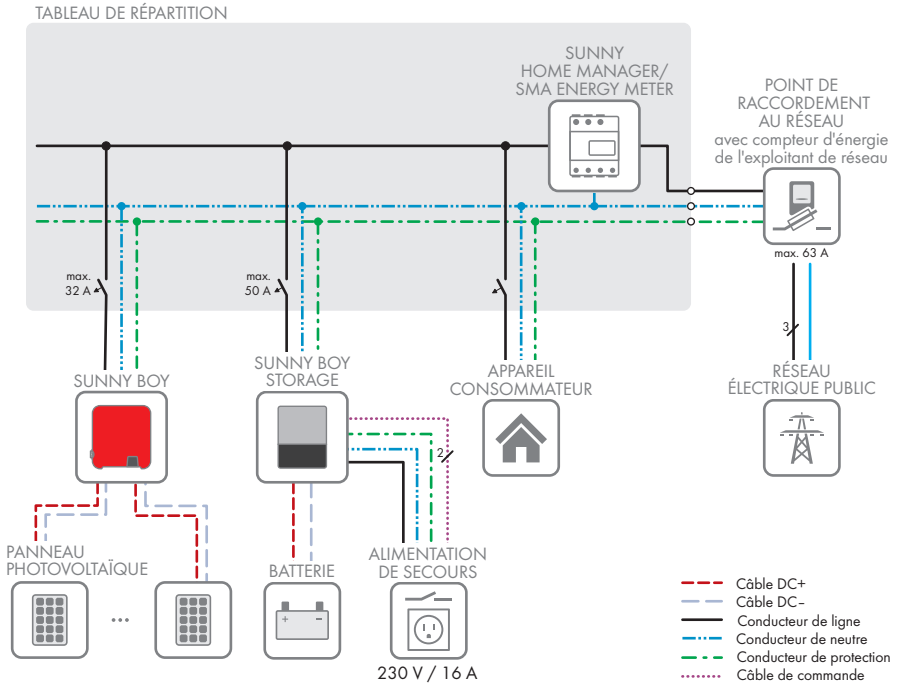 TABLEAU DE RÉPARTITION
SUNNY
HOME MANAGER/
SMA ENERGY METER
POINT DE
RACCORDEMENT
AU RÉSEAU
avec compteur d'énergie
de l'exploitant de réseau
max.
32 A
max.
50 A
max. 63 A
3
SUNNY BOY
SUNNY BOY
STORAGE
APPAREIL
CONSOMMATEUR
RÉSEAU
ÉLECTRIQUE PUBLIC
2
PANNEAU
PHOTOVOLTAÏQUE
...
BATTERIE
+ -
ALIMENTATION
DE SECOURS
230 V / 16 A
Câble DC+
Câble DC-
Conducteur de ligne
Conducteur de neutre
Conducteur de protection
Câble de commande